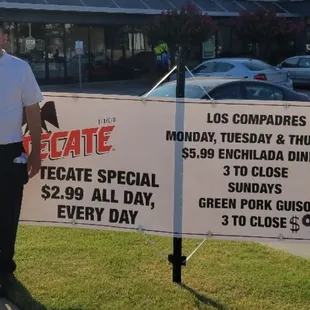 TECATE
TECATE SPECIAL
$2.99 ALL DAY,
EVERY DAY
LOS COMPADRES
MONDAY, TUESDAY & THU
$5.99 ENCHILADA DIN
3 TO CLOSE
SUNDAYS
GREEN PORK GUISO
3 TO CLOSE $